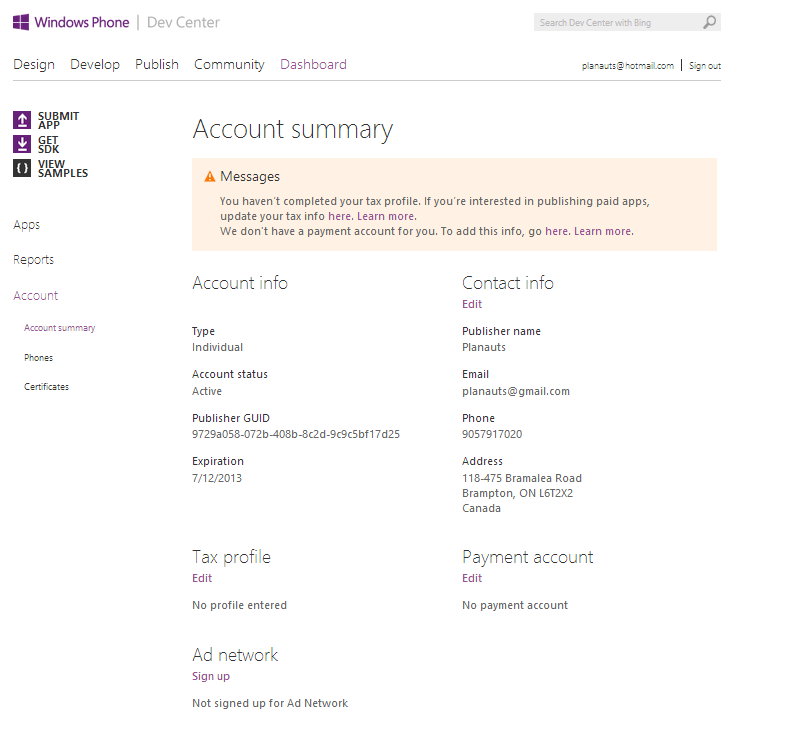 Windows Phone | Dev Center
Search Dev Center with Bing
Design Develop Publish Community Dashboard
planauts@hotmail.com | Sign out
SUBMIT
APP
GET
SDK
VIEW
SAMPLES
Apps
Reports
Account
Account summary
Phones
Certificates
Account summary
Messages
You haven't completed your tax profile. If you're interested in publishing paid apps,
update your tax info here. Learn more.
We don't have a payment account for you. To add this info, go here. Learn more.
Account info
Type
Individual
Account status
Active
Publisher GUID
9729a058-072b-408b-8c2d-9c9c5bf17d25
Expiration
7/12/2013
Contact info
Edit
Publisher name
Planauts
Email
planauts@gmail.com
Phone
9057917020
Address
118-475 Bramalea Road
Brampton, ON L6T2X2
Canada
Tax profile
Edit
No profile entered
Payment account
Edit
No payment account
Ad network
Sign up
Not signed up for Ad Network